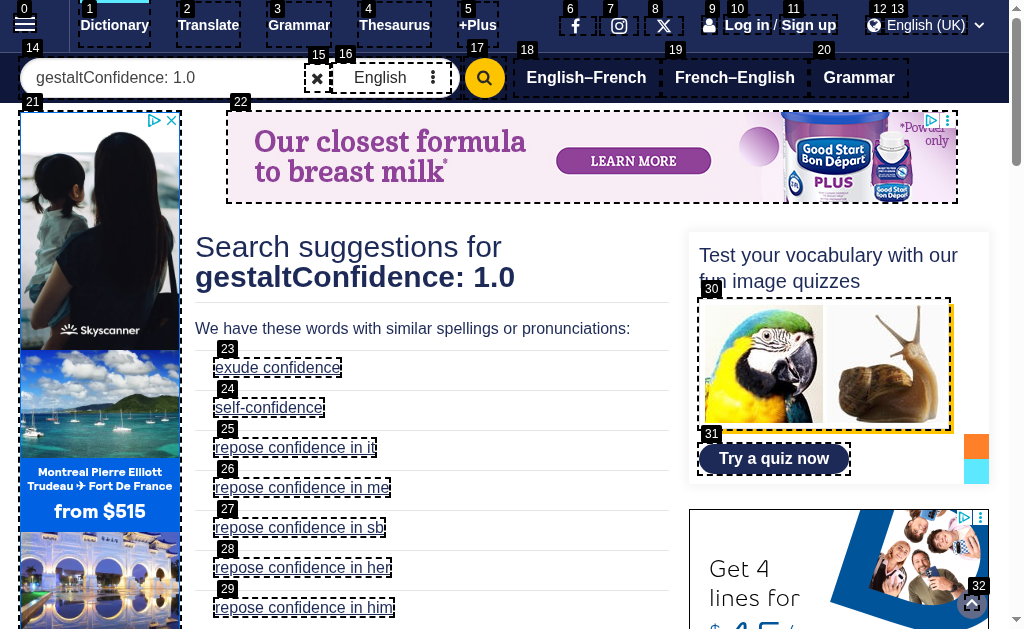 0 1 2 3 4 5 6 7 8 9 10 11 12 13
Dictionary Translate Grammar Thesaurus +Plus Log in / Sign up English (UK)
14 15 16 17 18 19 20
gestaltConfidence: 1.0 English English–French French–English Grammar
21 22
Our closest formula
to breast milk*
LEARN MORE
*Powder
only
Good Start
Bon Départ
PLUS
Good Start
Bon Départ
PLUS
Skyscanner
Montreal Pierre Elliott
Trudeau ✈ Fort De France
from $515
Search suggestions for
gestaltConfidence: 1.0
We have these words with similar spellings or pronunciations:
23
exude confidence
24
self-confidence
25
repose confidence in it
26
repose confidence in me
27
repose confidence in sb
28
repose confidence in her
29
repose confidence in him
Test your vocabulary with our
fun image quizzes
30
31
Try a quiz now
Get 4
lines for
32